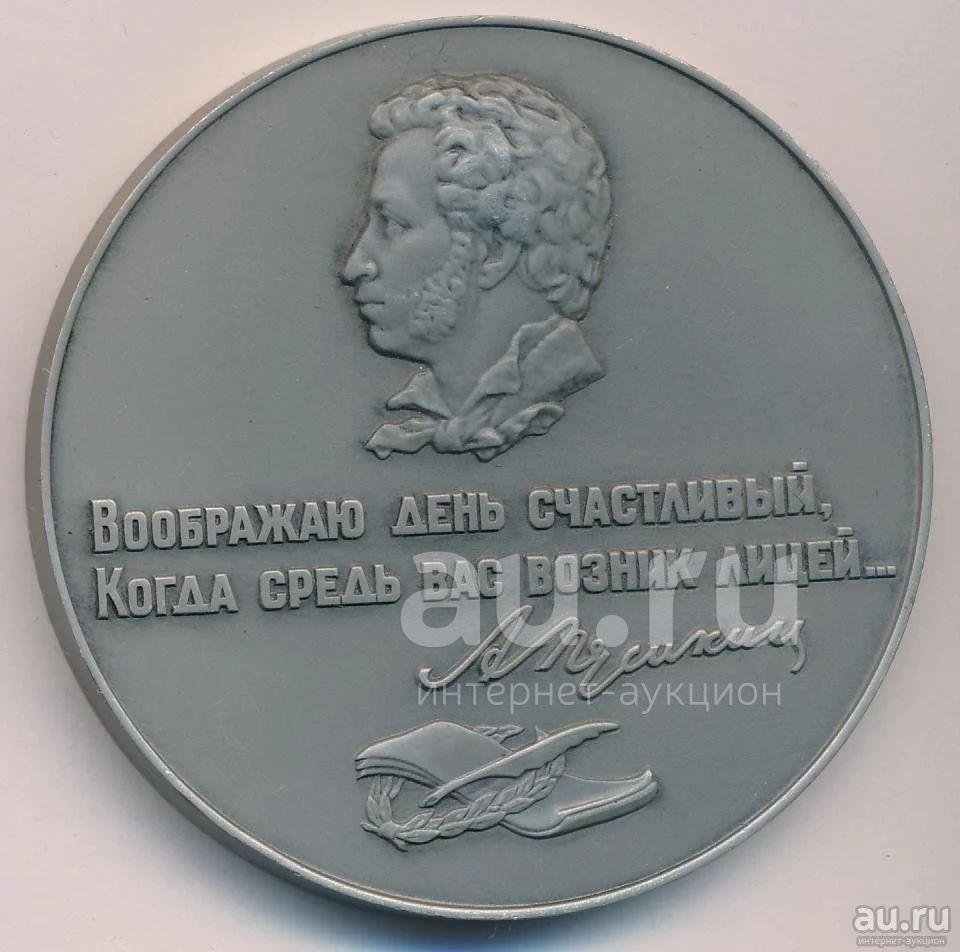 Воображаю день счастливый,
Когда средь вас возник лицей...
А Пушкин
au.ru
интернет-аукцион
au.ru
интернет-аукцион